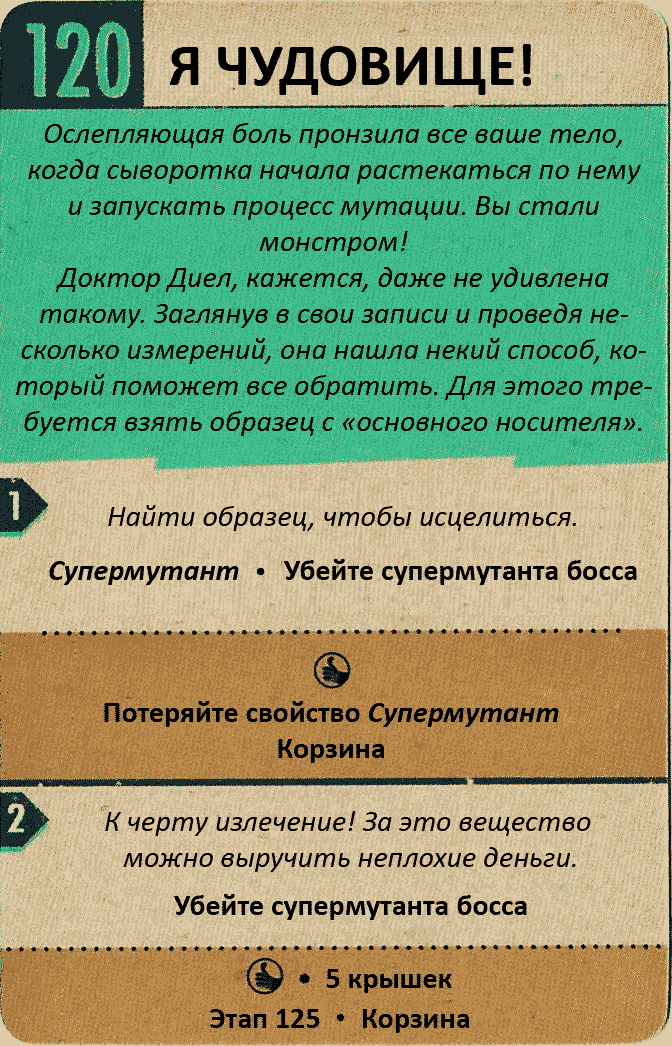 120
Я ЧУДОВИЩЕ!
Ослепляющая боль пронзила все ваше тело,
когда сыворотка начала растекаться по нему
и запускать процесс мутации. Вы стали
монстром!
Доктор Диел, кажется, даже не удивлена
такому. Заглянув в свои записи и проведя не-
сколько измерений, она нашла некий способ, ко-
торый поможет все обратить. Для этого тре-
буется взять образец с «основного носителя».
1
Найти образец, чтобы исцелиться.
Супермутант • Убейте супермутанта босса
Потеряйте свойство Супермутант
Корзина
2
К черту излечение! За это вещество
можно выручить неплохие деньги.
Убейте супермутанта босса
• 5 крышек
Этап 125 • Корзина